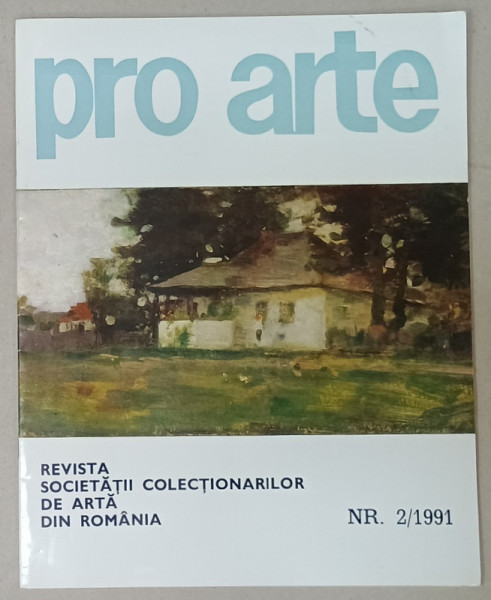 pro arte
REVISTA
SOCIETĂȚII COLECȚIONARILOR
DE ARTĂ
DIN ROMÂNIA
NR. 2/1991